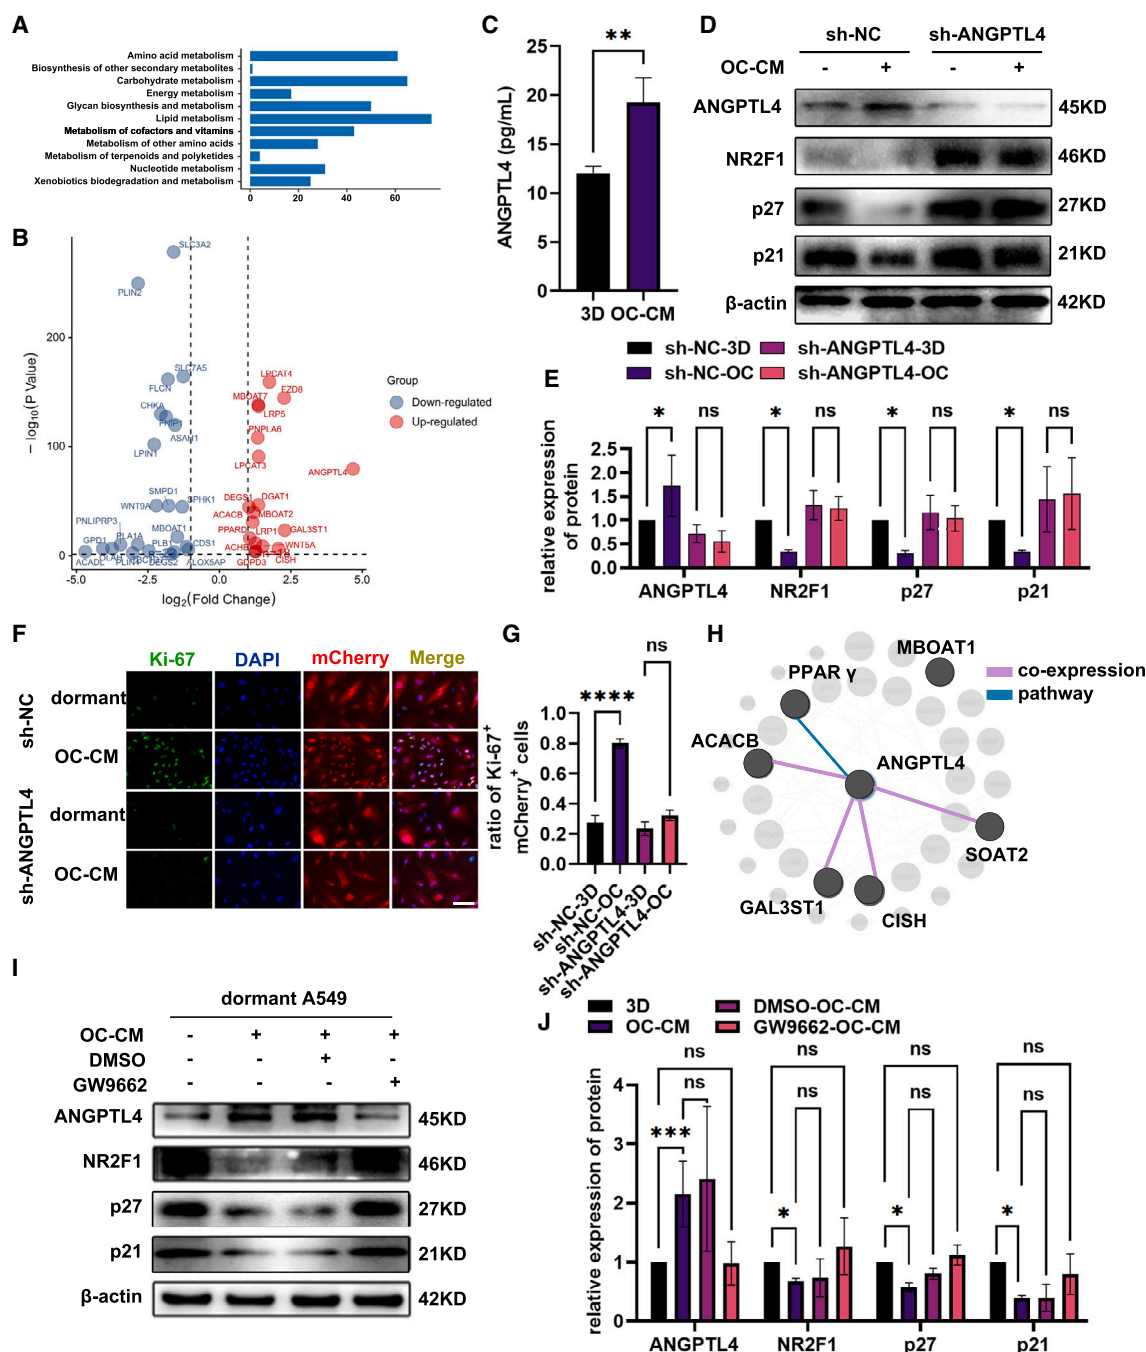 A
Amino acid metabolism
Biosynthesis of other secondary metabolites
Carbohydrate metabolism
Energy metabolism
Glycan biosynthesis and metabolism
Lipid metabolism
Metabolism of cofactors and vitamins
Metabolism of other amino acids
Metabolism of terpenoids and polyketides
Nucleotide metabolism
Xenobiotics biodegradation and metabolism
0 20 40 60
B
− log10(P Value)
200
100
0
-5.0 -2.5 0.0 2.5 5.0
log2(Fold Change)
SLC3A2
PLIN2
SLC7A5
FLCN
CHKA
FNIP1
ASAH1
LPIN1
SMPD1
WNT9A
SPHK1
PNLIPRP3
MBOAT1
GPD1
PLA1A
PLB1
CDS1
ACADL
PLIN4
DEGS2
ALOX5AP
LPCAT4
FZD8
MBOAT7
LRP5
PNPLA6
LPCAT3
ANGPTL4
DEGS1
DGAT1
ACACB
MBOAT2
PPARD
LRP1
GAL3ST1
WNT5A
GDPD3
CISH
Group
Down-regulated
Up-regulated
C
**
ANGPTL4 (pg/mL)
25
20
15
10
5
0
3D OC-CM
D
sh-NC sh-ANGPTL4
OC-CM - + - +
ANGPTL4 45KD
NR2F1 46KD
p27 27KD
p21 21KD
β-actin 42KD
E
sh-NC-3D sh-ANGPTL4-3D
sh-NC-OC sh-ANGPTL4-OC
* ns * ns * ns * ns
relative expression
of protein
2.5
2.0
1.5
1.0
0.5
0.0
ANGPTL4 NR2F1 p27 p21
F
Ki-67 DAPI mCherry Merge
sh-NC
dormant
OC-CM
sh-ANGPTL4
dormant
OC-CM
G
ns
****
ratio of Ki-67+
mCherry+ cells
1.0
0.8
0.6
0.4
0.2
0.0
sh-NC-3D
sh-NC-OC
sh-ANGPTL4-3D
sh-ANGPTL4-OC
H
MBOAT1
PPAR γ
co-expression
pathway
ACACB
ANGPTL4
SOAT2
GAL3ST1
CISH
I
dormant A549
OC-CM - + + +
DMSO - - + -
GW9662 - - - +
ANGPTL4 45KD
NR2F1 46KD
p27 27KD
p21 21KD
β-actin 42KD
J
3D DMSO-OC-CM
OC-CM GW9662-OC-CM
ns ns ns ns
ns ns ns ns
*** * * *
relative expression of protein
4
3
2
1
0
ANGPTL4 NR2F1 p27 p21